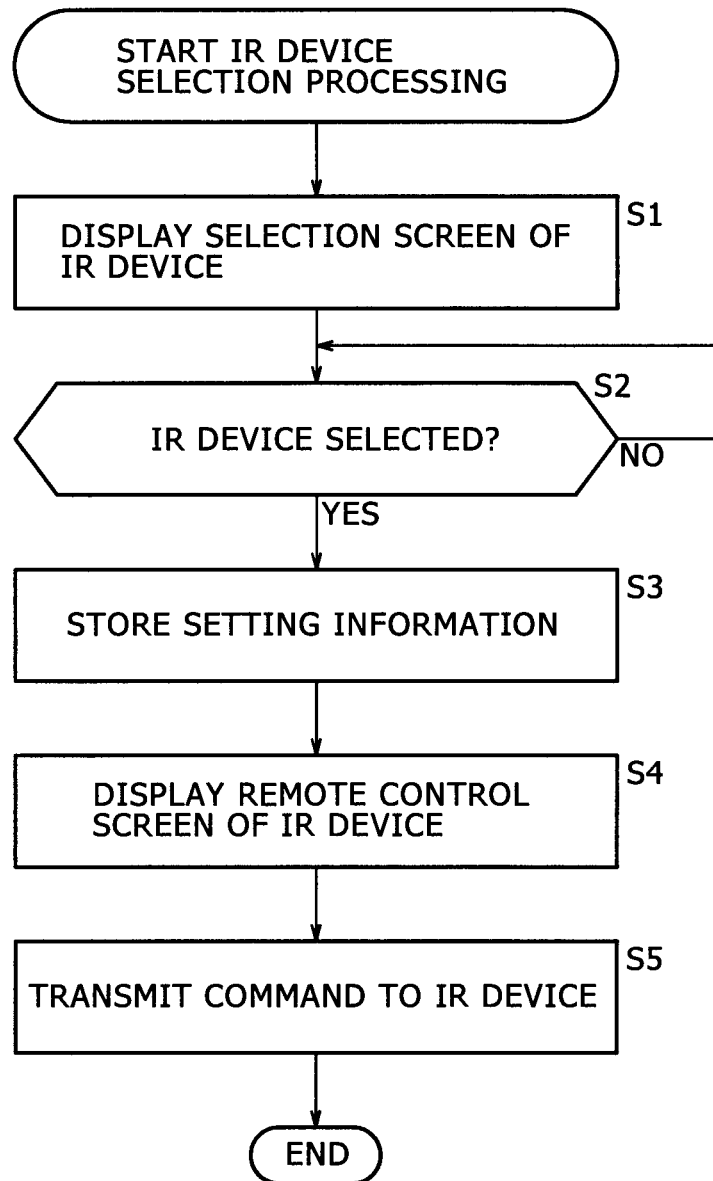 START IR DEVICE
SELECTION PROCESSING
S1
DISPLAY SELECTION SCREEN OF
IR DEVICE
S2
IR DEVICE SELECTED?
NO
YES
S3
STORE SETTING INFORMATION
S4
DISPLAY REMOTE CONTROL
SCREEN OF IR DEVICE
S5
TRANSMIT COMMAND TO IR DEVICE
END